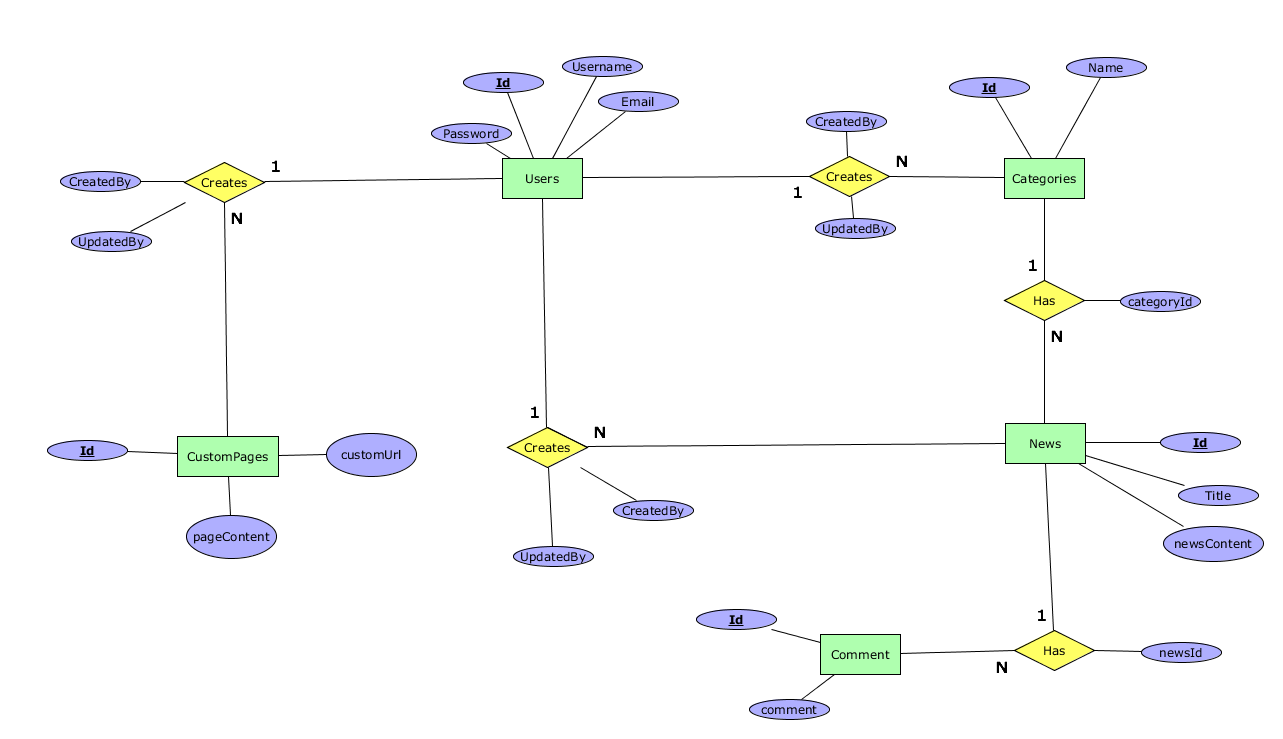 Username
Name
Id
Id
Email
CreatedBy
Password
1
N
CreatedBy
Creates
Users
Creates
Categories
1
N
UpdatedBy
UpdatedBy
1
Has
categoryId
N
1
N
Id
CustomPages
customUrl
Creates
News
Id
Title
CreatedBy
pageContent
newsContent
UpdatedBy
1
Id
Comment
Has
newsId
N
comment